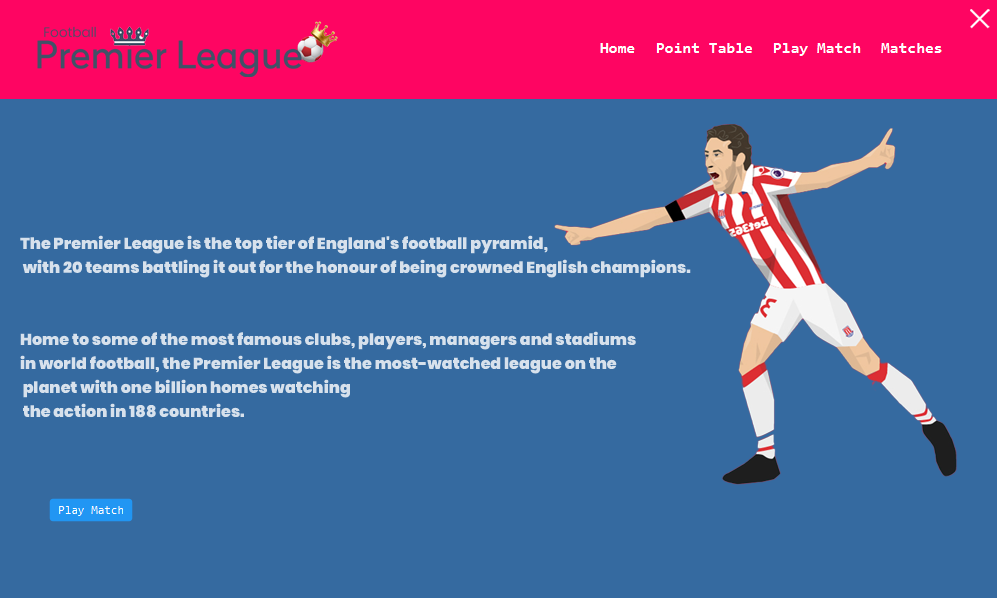 Football
Premier League
Home Point Table Play Match Matches
The Premier League is the top tier of England's football pyramid,
with 20 teams battling it out for the honour of being crowned English champions.
Home to some of the most famous clubs, players, managers and stadiums
in world football, the Premier League is the most-watched league on the
planet with one billion homes watching
the action in 188 countries.
Play Match
bet365